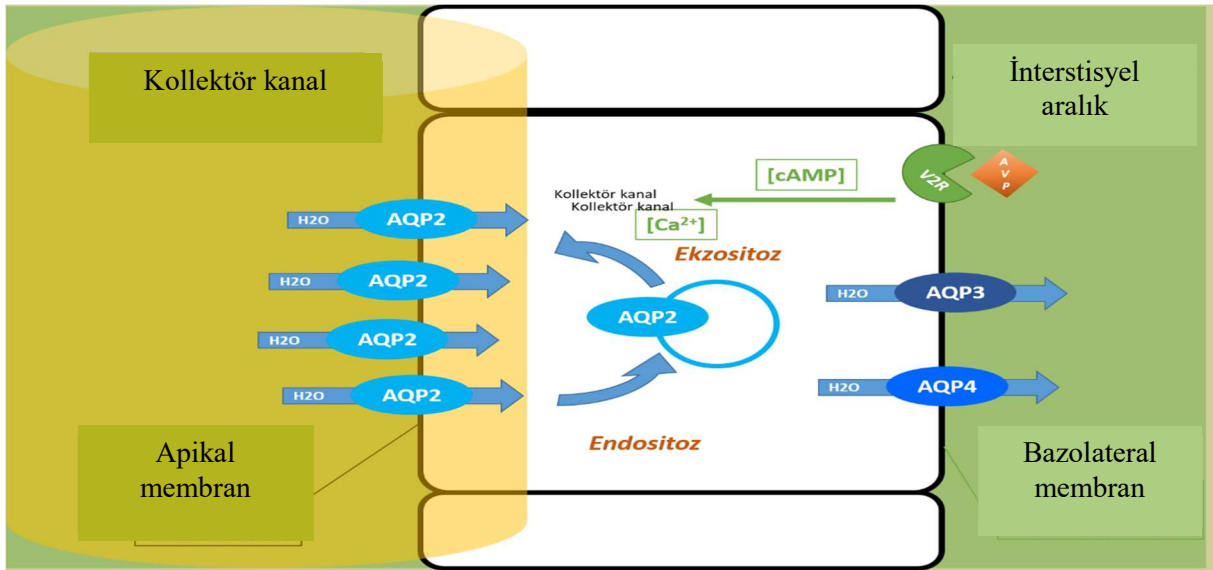 Kollektör kanal
İnterstisyel
aralık
[cAMP]
V2R
AVP
Kollektör kanal
Kollektör kanal
[Ca²⁺]
H2O
AQP2
Ekzositoz
H2O
AQP2
H2O
AQP3
AQP2
H2O
AQP2
H2O
AQP2
H2O
AQP4
Endositoz
Apikal
membran
Bazolateral
membran